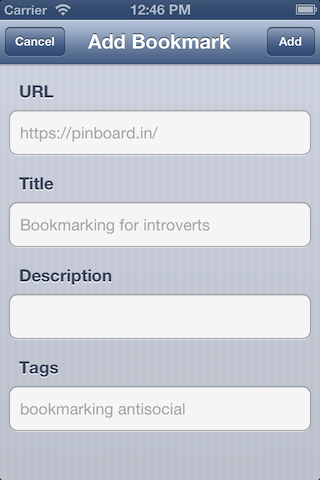 Carrier 12:46 PM
Cancel Add Bookmark Add
URL
https://pinboard.in/
Title
Bookmarking for introverts
Description
Tags
bookmarking antisocial